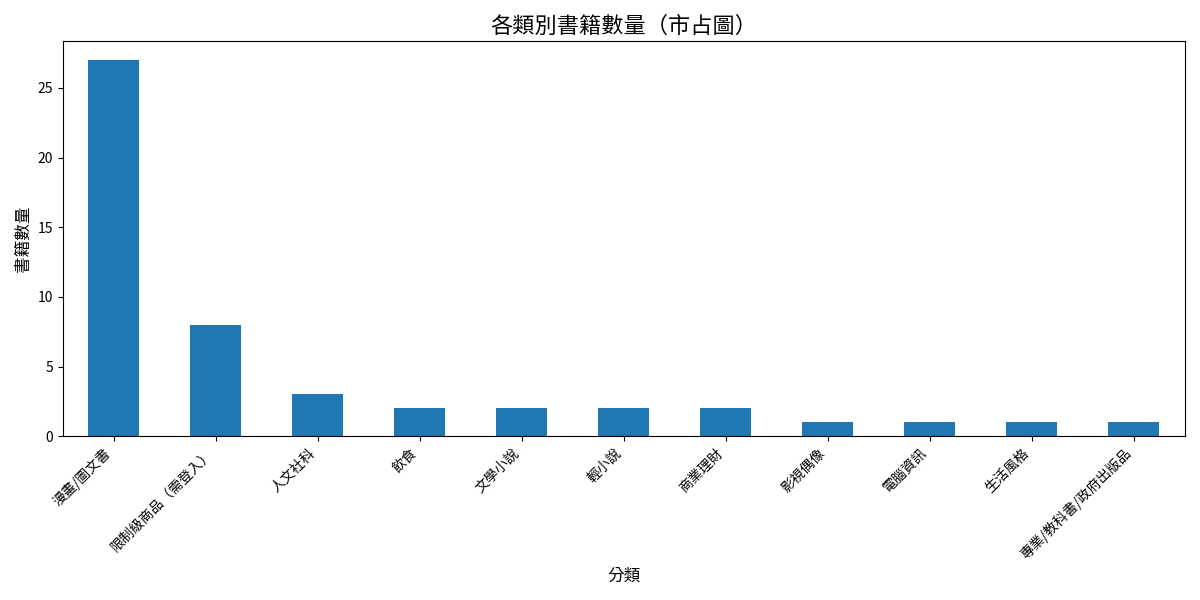 各類別書籍數量（市占圖）
書籍數量
25
20
15
10
5
0
漫畫/圖文書
限制級商品（需登入）
人文社科
飲食
文學小說
輕小說
商業理財
影視偶像
電腦資訊
生活風格
專業/教科書/政府出版品
分類